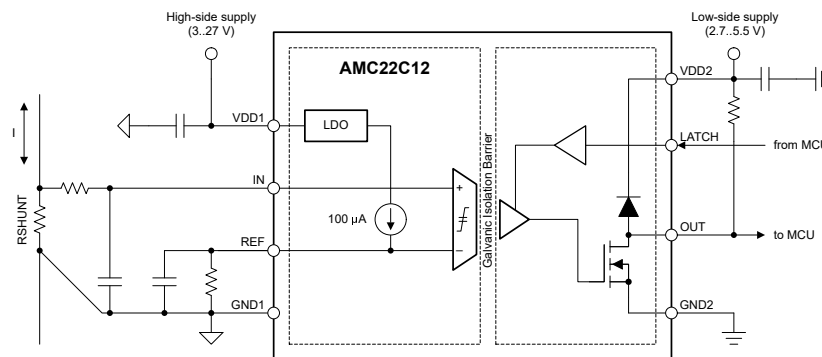 High-side supply
(3..27 V)
Low-side supply
(2.7..5.5 V)
AMC22C12
VDD1
LDO
VDD2
LATCH
from MCU
I
IN
100 µA
+
–
Galvanic Isolation Barrier
RSHUNT
REF
OUT
to MCU
GND1
GND2